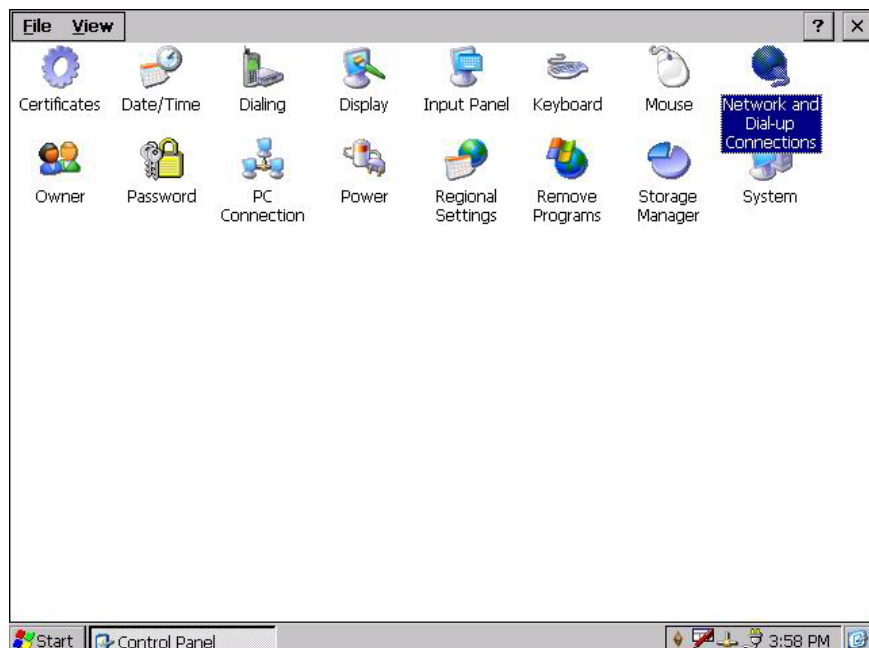 File View ? ×
Certificates Date/Time Dialing Display Input Panel Keyboard Mouse Network and
Dial-up
Connections
Owner Password PC Power Regional Remove Storage System
Connection Settings Programs Manager
Start Control Panel 3:58 PM